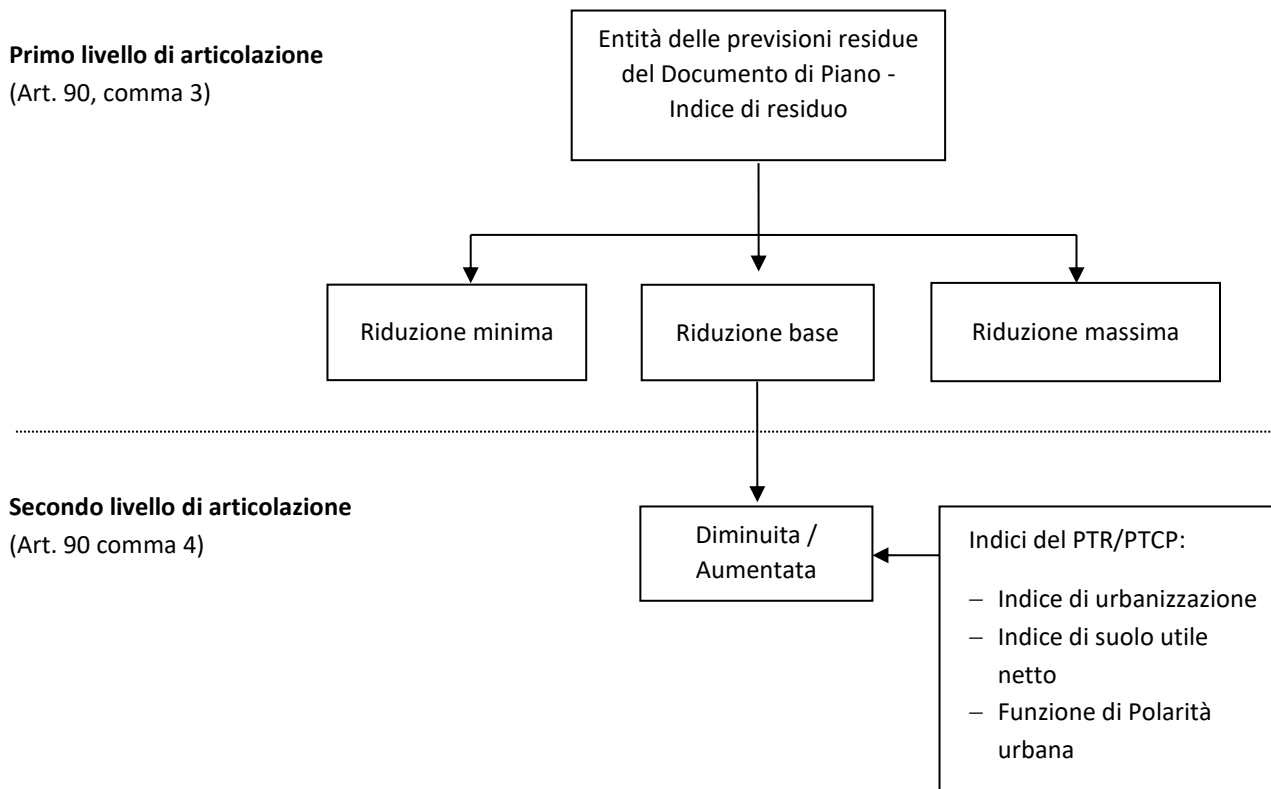 Primo livello di articolazione
(Art. 90, comma 3)
Entità delle previsioni residue
del Documento di Piano -
Indice di residuo
Riduzione minima
Riduzione base
Riduzione massima
Secondo livello di articolazione
(Art. 90 comma 4)
Diminuita /
Aumentata
Indici del PTR/PTCP:
– Indice di urbanizzazione
– Indice di suolo utile
netto
– Funzione di Polarità
urbana